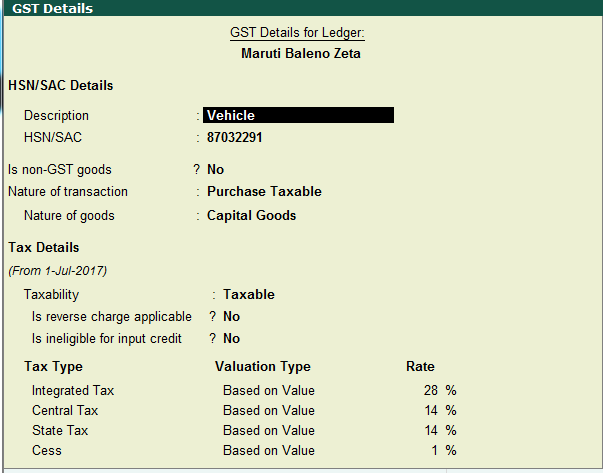 GST Details
GST Details for Ledger:
Maruti Baleno Zeta
HSN/SAC Details
Description : Vehicle
HSN/SAC : 87032291
Is non-GST goods ? No
Nature of transaction : Purchase Taxable
Nature of goods : Capital Goods
Tax Details
(From 1-Jul-2017)
Taxability : Taxable
Is reverse charge applicable ? No
Is ineligible for input credit ? No
Tax Type Valuation Type Rate
Integrated Tax Based on Value 28 %
Central Tax Based on Value 14 %
State Tax Based on Value 14 %
Cess Based on Value 1 %